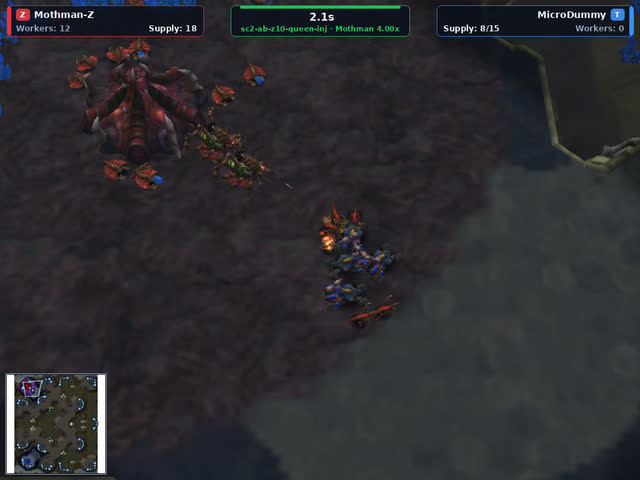 Z Mothman-Z
Workers: 12 Supply: 18
2.1s
sc2-ab-z10-queen-inj · Mothman 4.00x
MicroDummy T
Supply: 8/15 Workers: 0